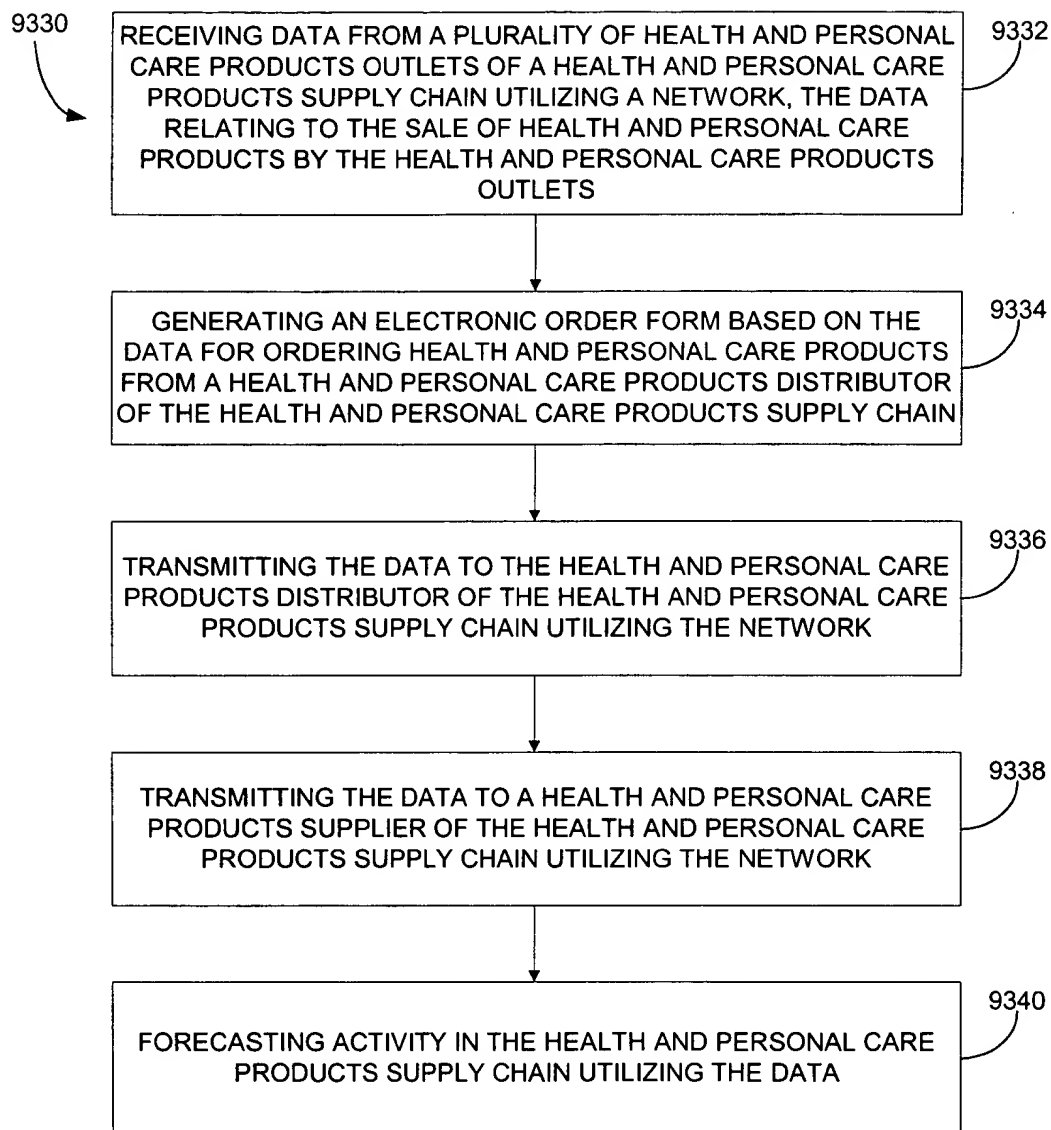 9330
RECEIVING DATA FROM A PLURALITY OF HEALTH AND PERSONAL
CARE PRODUCTS OUTLETS OF A HEALTH AND PERSONAL CARE
PRODUCTS SUPPLY CHAIN UTILIZING A NETWORK, THE DATA
RELATING TO THE SALE OF HEALTH AND PERSONAL CARE
PRODUCTS BY THE HEALTH AND PERSONAL CARE PRODUCTS
OUTLETS
9332
GENERATING AN ELECTRONIC ORDER FORM BASED ON THE
DATA FOR ORDERING HEALTH AND PERSONAL CARE PRODUCTS
FROM A HEALTH AND PERSONAL CARE PRODUCTS DISTRIBUTOR
OF THE HEALTH AND PERSONAL CARE PRODUCTS SUPPLY CHAIN
9334
TRANSMITTING THE DATA TO THE HEALTH AND PERSONAL CARE
PRODUCTS DISTRIBUTOR OF THE HEALTH AND PERSONAL CARE
PRODUCTS SUPPLY CHAIN UTILIZING THE NETWORK
9336
TRANSMITTING THE DATA TO A HEALTH AND PERSONAL CARE
PRODUCTS SUPPLIER OF THE HEALTH AND PERSONAL CARE
PRODUCTS SUPPLY CHAIN UTILIZING THE NETWORK
9338
FORECASTING ACTIVITY IN THE HEALTH AND PERSONAL CARE
PRODUCTS SUPPLY CHAIN UTILIZING THE DATA
9340